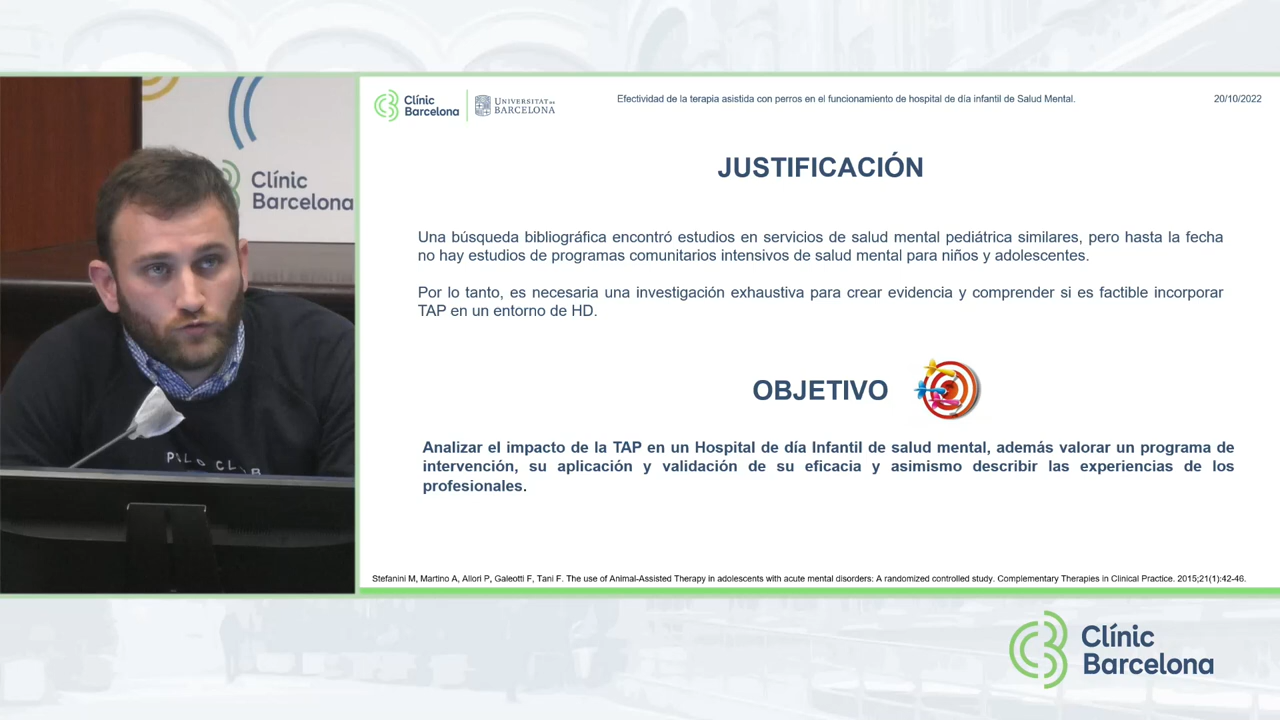 Clínic
Barcelona
UNIVERSITAT DE
BARCELONA
Efectividad de la terapia asistida con perros en el funcionamiento de hospital de día infantil de Salud Mental.
20/10/2022
JUSTIFICACIÓN
Una búsqueda bibliográfica encontró estudios en servicios de salud mental pediátrica similares, pero hasta la fecha
no hay estudios de programas comunitarios intensivos de salud mental para niños y adolescentes.
Por lo tanto, es necesaria una investigación exhaustiva para crear evidencia y comprender si es factible incorporar
TAP en un entorno de HD.
OBJETIVO
Analizar el impacto de la TAP en un Hospital de día Infantil de salud mental, además valorar un programa de
intervención, su aplicación y validación de su eficacia y asimismo describir las experiencias de los
profesionales.
Stefanini M, Martino A, Allori P, Galeotti F, Tani F. The use of Animal-Assisted Therapy in adolescents with acute mental disorders: A randomized controlled study. Complementary Therapies in Clinical Practice. 2015;21(1):42-46.
Clínic
Barcelona
Clínic
Barcelona